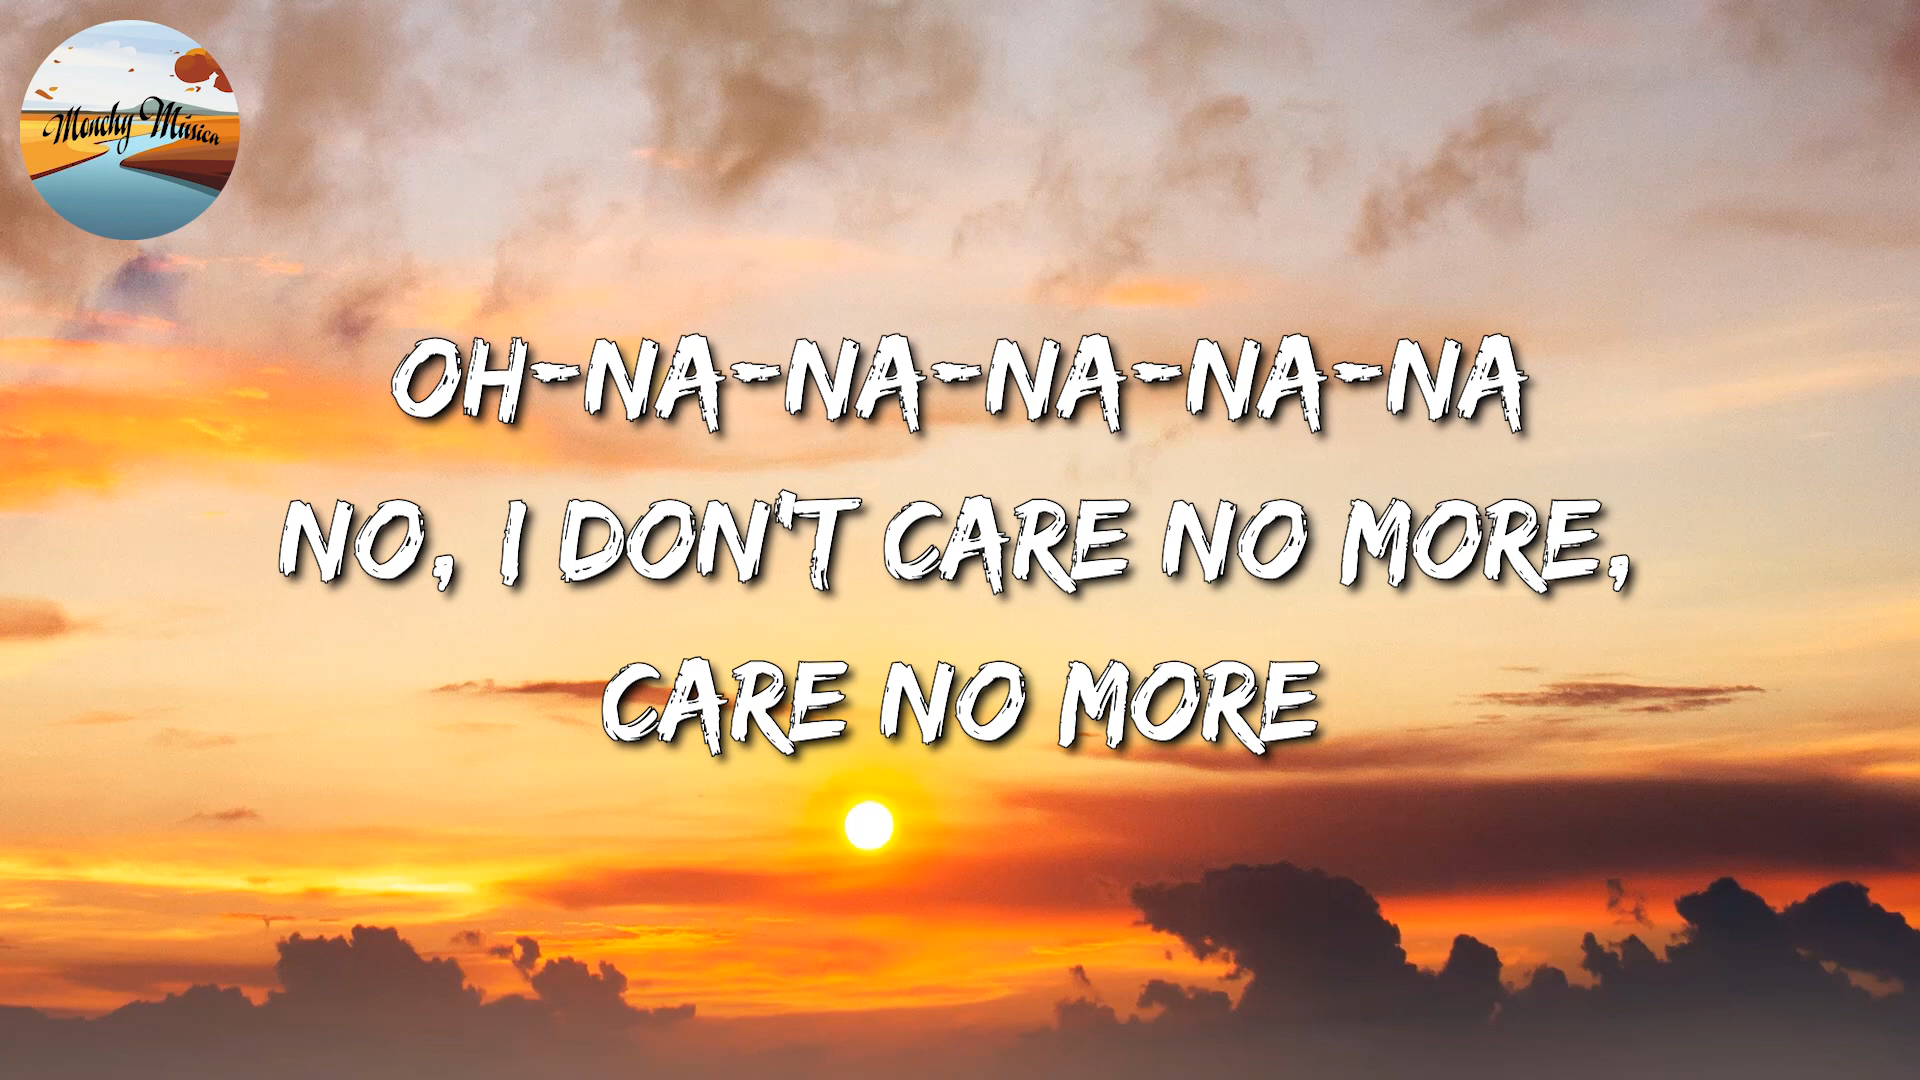 Monchy Música
OH-NA-NA-NA-NA-NA
NO, I DON'T CARE NO MORE,
CARE NO MORE